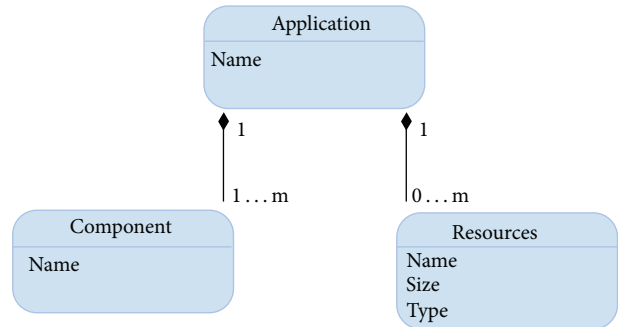 Application
Name
1
1
1...m
0...m
Component
Name
Resources
Name
Size
Type